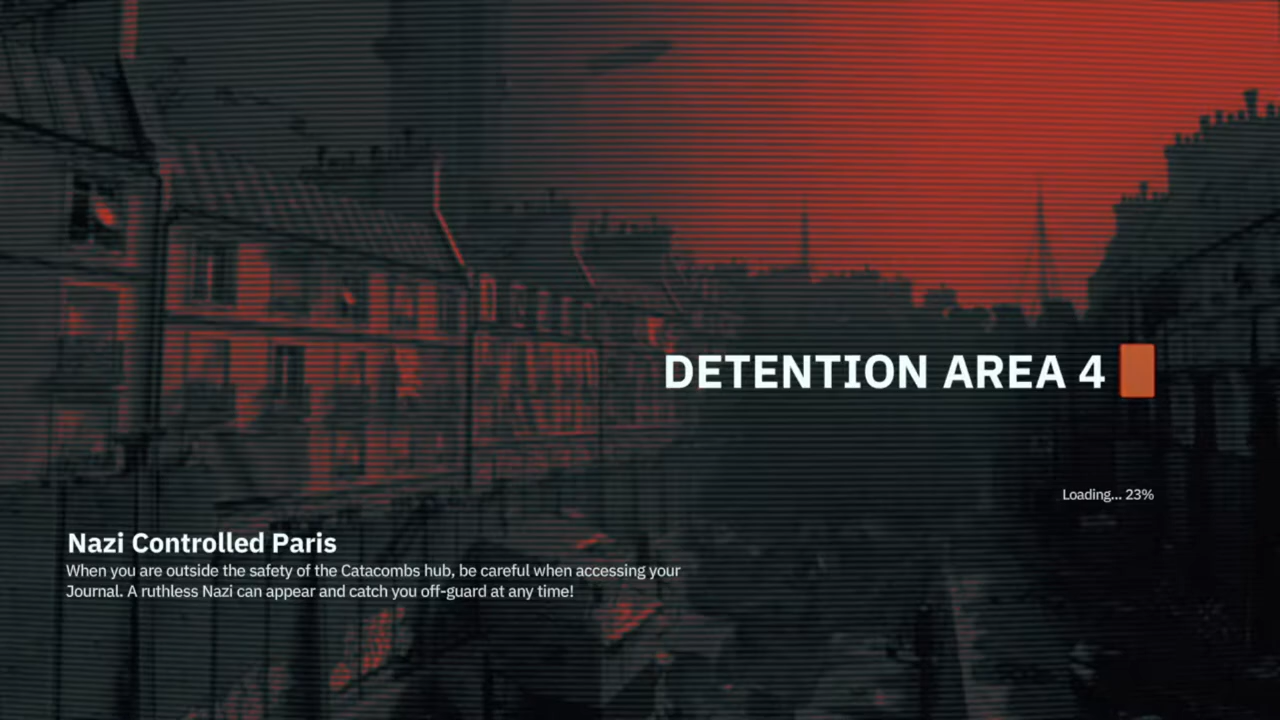 DETENTION AREA 4
Loading... 23%
Nazi Controlled Paris
When you are outside the safety of the Catacombs hub, be careful when accessing your
Journal. A ruthless Nazi can appear and catch you off-guard at any time!